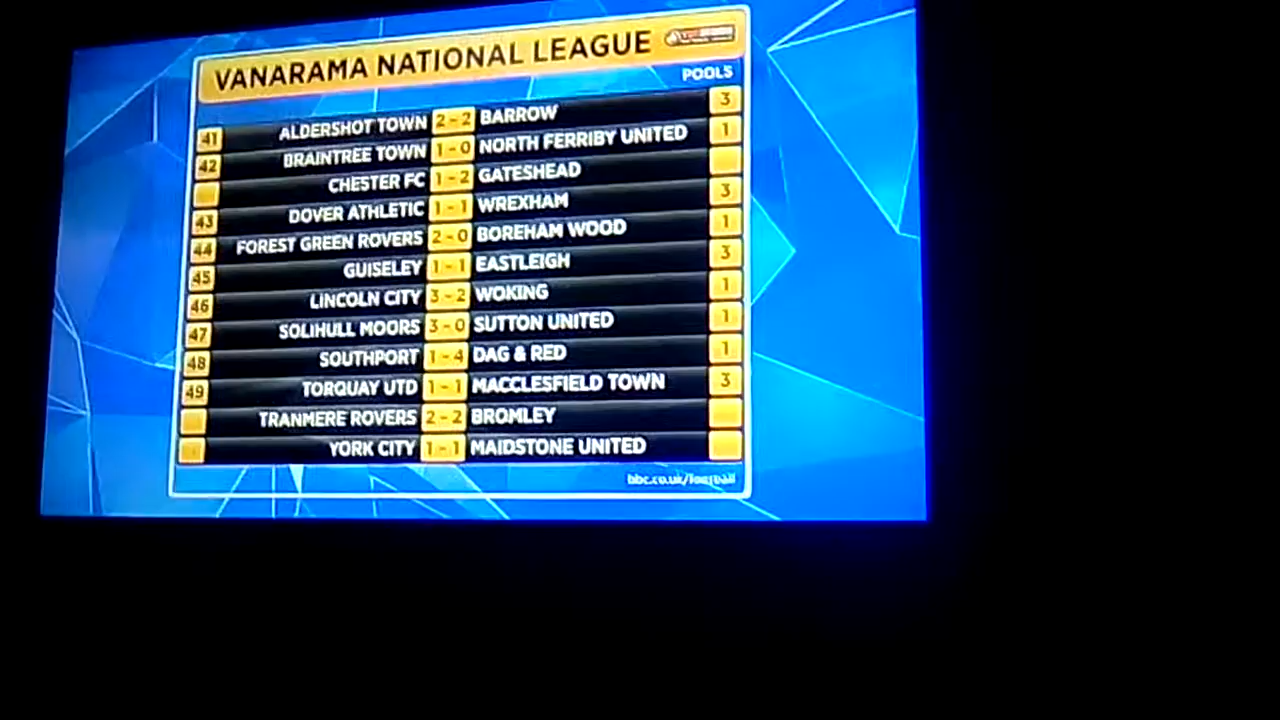 VANARAMA NATIONAL LEAGUE
POOLS
41 ALDERSHOT TOWN 2 - 2 BARROW 3
42 BRAINTREE TOWN 1 - 0 NORTH FERRIBY UNITED 1
CHESTER FC 1 - 2 GATESHEAD
43 DOVER ATHLETIC 1 - 1 WREXHAM 3
44 FOREST GREEN ROVERS 2 - 0 BOREHAM WOOD 1
45 GUISELEY 1 - 1 EASTLEIGH 3
46 LINCOLN CITY 3 - 2 WOKING 1
47 SOLIHULL MOORS 3 - 0 SUTTON UNITED 1
48 SOUTHPORT 1 - 4 DAG & RED 1
49 TORQUAY UTD 1 - 1 MACCLESFIELD TOWN 3
TRANMERE ROVERS 2 - 2 BROMLEY
YORK CITY 1 - 1 MAIDSTONE UNITED
bbc.co.uk/football